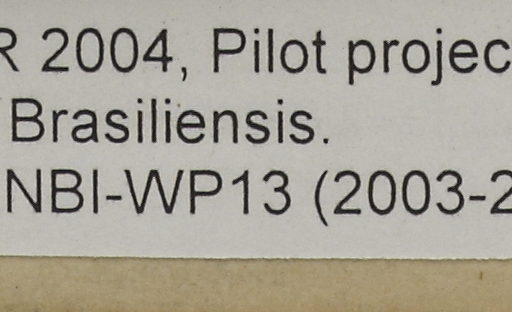 R 2004, Pilot projec
Brasiliensis.
NBI-WP13 (2003-2